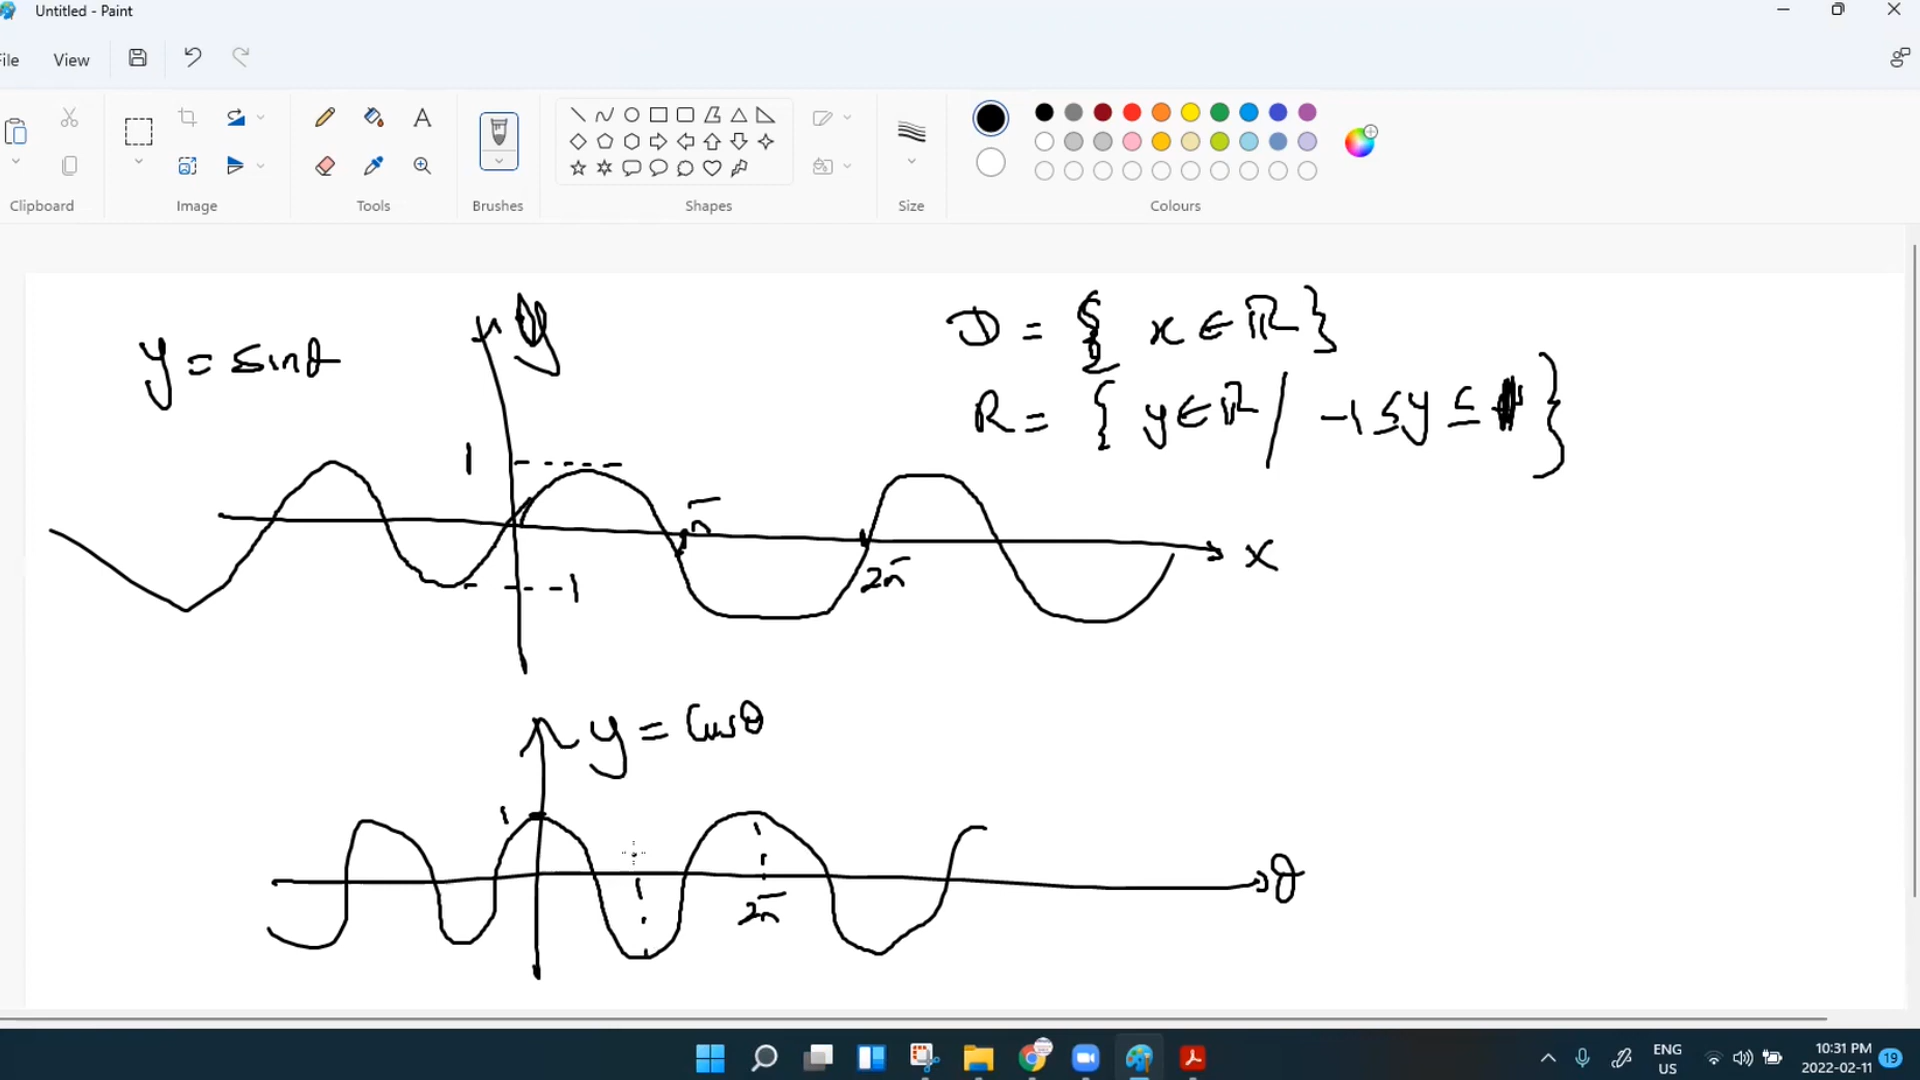 Untitled - Paint
File View
Clipboard Image Tools Brushes Shapes Size Colours
y = sinθ
y
D = { x ∈ ℝ }
R = { y ∈ ℝ / -1 ≤ y ≤ 1 }
1
π
2π
x
-1
y = Cosθ
1
2π
θ
ENG
US
10:31 PM
2022-02-11
19